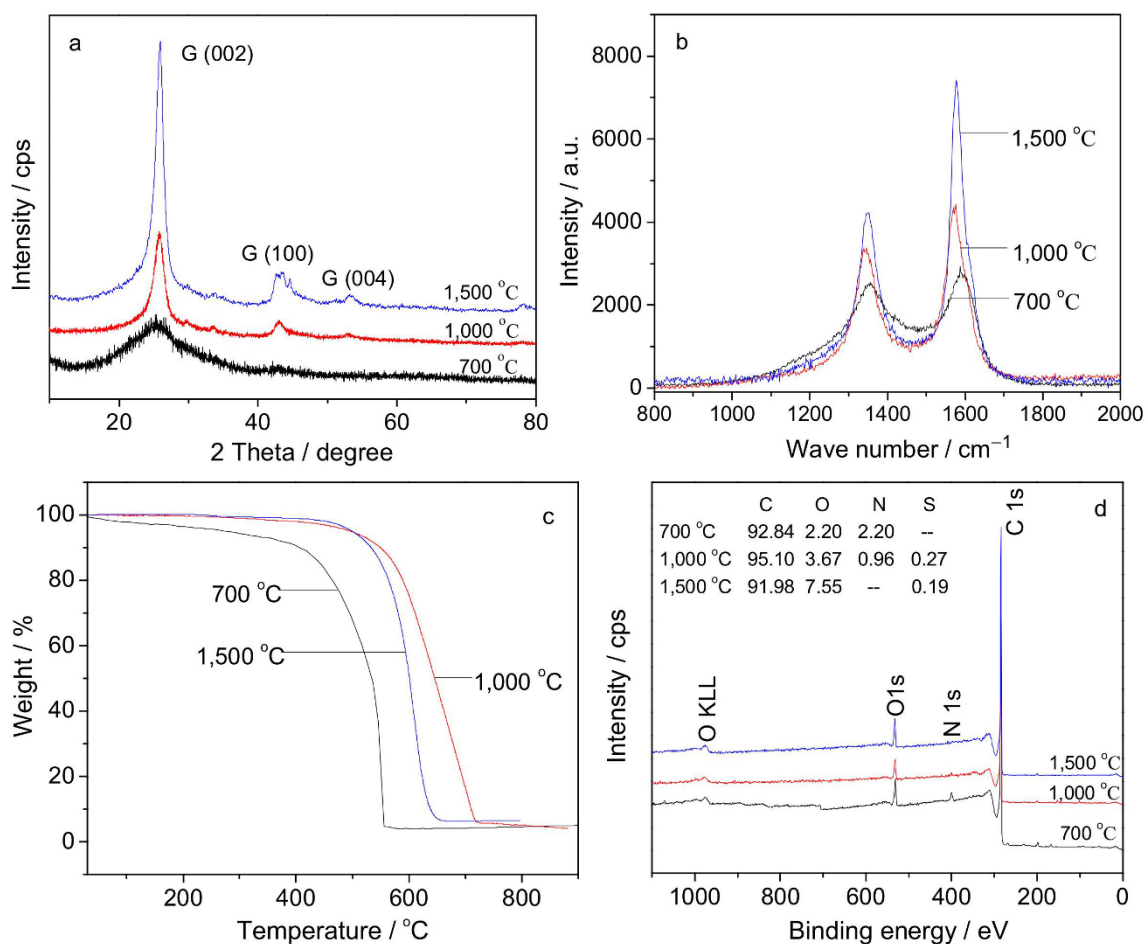 a
G (002)
G (100)
G (004)
1,500 °C
1,000 °C
700 °C
Intensity / cps
20 40 60 80
2 Theta / degree
b
8000
6000
4000
2000
0
1,500 °C
1,000 °C
700 °C
Intensity / a.u.
800 1000 1200 1400 1600 1800 2000
Wave number / cm⁻¹
c
100
80
60
40
20
0
700 °C
1,500 °C
1,000 °C
Weight / %
200 400 600 800
Temperature / °C
d
C O N S
700 °C 92.84 2.20 2.20 --
1,000 °C 95.10 3.67 0.96 0.27
1,500 °C 91.98 7.55 -- 0.19
C 1s
O KLL
O1s
N 1s
1,500 °C
1,000 °C
700 °C
Intensity / cps
1000 800 600 400 200 0
Binding energy / eV